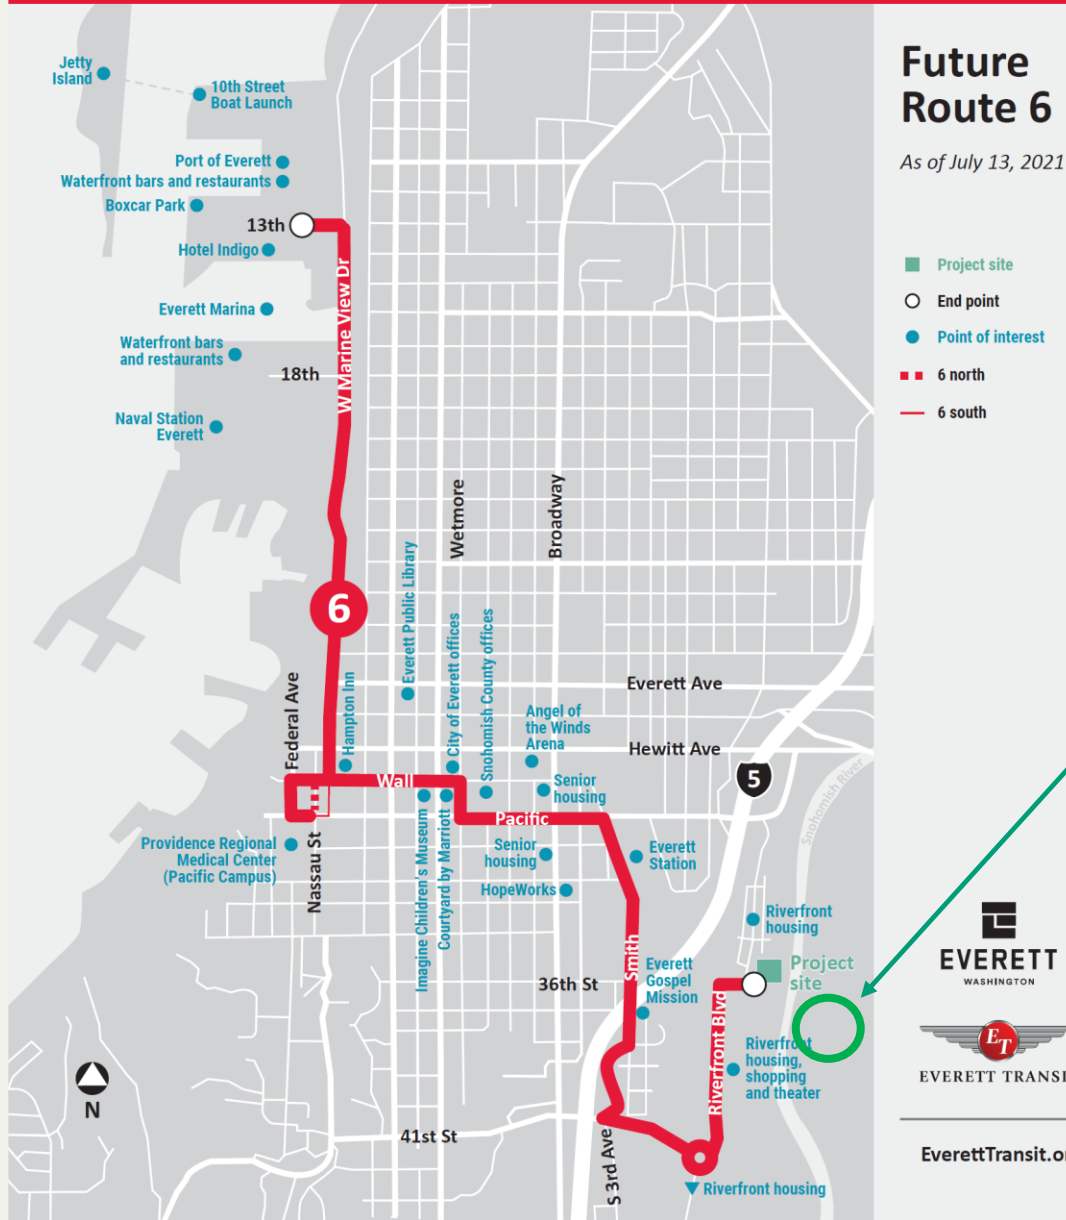 Future
Route 6
As of July 13, 2021
Project site
End point
Point of interest
6 north
6 south
Jetty
Island
10th Street
Boat Launch
Port of Everett
Waterfront bars and restaurants
Boxcar Park
13th
Hotel Indigo
W Marine View Dr
Everett Marina
Waterfront bars
and restaurants
18th
Naval Station
Everett
Wetmore
Broadway
6
Everett Public Library
City of Everett offices
Snohomish County offices
Federal Ave
Hampton Inn
Everett Ave
Angel of
the Winds
Arena
Hewitt Ave
5
Snohomish River
Wall
Senior
housing
Pacific
Providence Regional
Medical Center
(Pacific Campus)
Nassau St
Imagine Children's Museum
Courtyard by Marriott
Senior
housing
HopeWorks
Everett
Station
Smith
Riverfront
housing
36th St
Everett
Gospel
Mission
Project
site
Riverfront Blvd
Riverfront
housing,
shopping
and theater
N
41st St
S 3rd Ave
Riverfront housing
EVERETT
WASHINGTON
ET
EVERETT TRANSI
EverettTransit.or